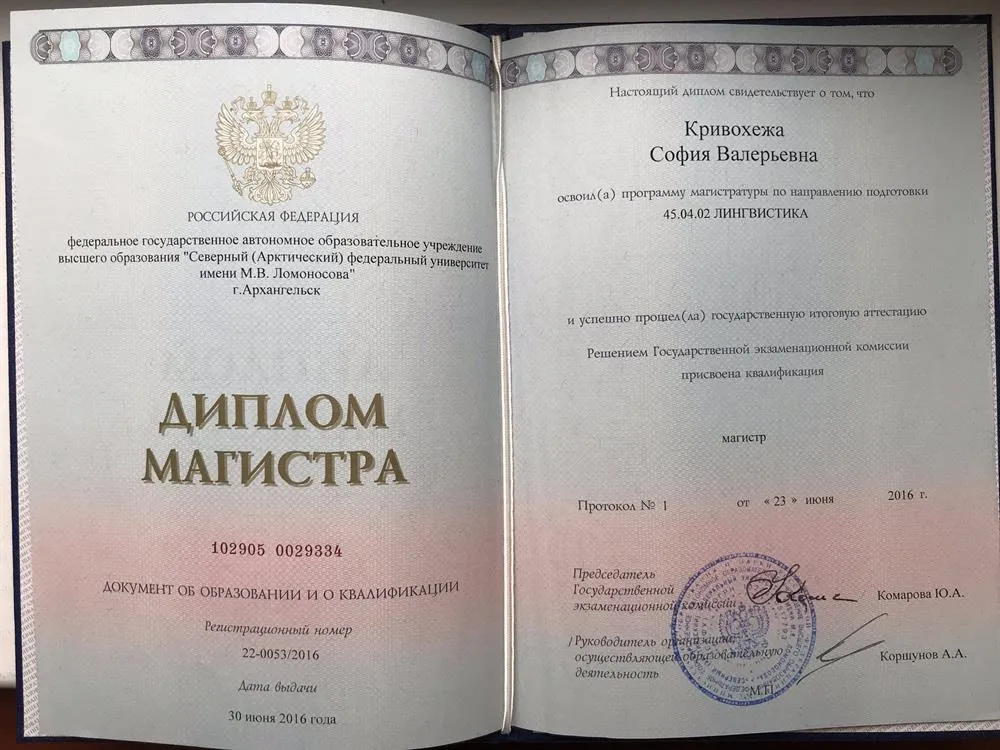 РОССИЙСКАЯ ФЕДЕРАЦИЯ
федеральное государственное автономное образовательное учреждение
высшего образования "Северный (Арктический) федеральный университет
имени М.В. Ломоносова"
г.Архангельск
ДИПЛОМ
МАГИСТРА
102905 0029334
ДОКУМЕНТ ОБ ОБРАЗОВАНИИ И О КВАЛИФИКАЦИИ
Регистрационный номер
22-0053/2016
Дата выдачи
30 июня 2016 года
Настоящий диплом свидетельствует о том, что
Кривохежа
София Валерьевна
освоил(а) программу магистратуры по направлению подготовки
45.04.02 ЛИНГВИСТИКА
и успешно прошел(ла) государственную итоговую аттестацию
Решением Государственной экзаменационной комиссии
присвоена квалификация
магистр
Протокол № 1 от « 23 » июня 2016 г.
Председатель
Государственной
экзаменационной комиссии Комарова Ю.А.
/Руководитель организации,
осуществляющей образовательную Коршунов А.А.
деятельность
М.П.